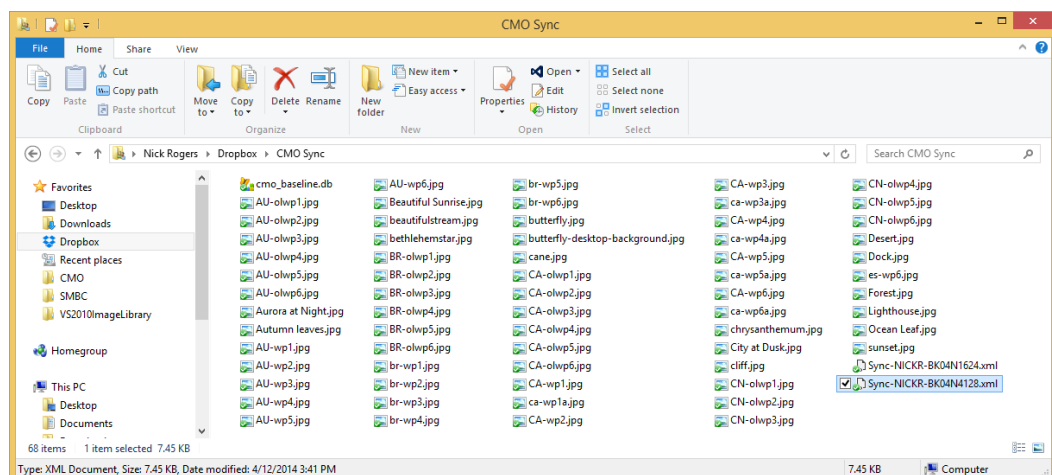 CMO Sync
File Home Share View
Copy
Paste
Cut
Copy path
Paste shortcut
Clipboard
Move to
Copy to
Delete
Rename
Organize
New folder
New item
Easy access
New
Properties
Open
Edit
History
Open
Select all
Select none
Invert selection
Select
Nick Rogers Dropbox CMO Sync
Search CMO Sync
Favorites
Desktop
Downloads
Dropbox
Recent places
CMO
SMBC
VS2010ImageLibrary
Homegroup
This PC
Desktop
Documents
cmo_baseline.db
AU-olwp1.jpg
AU-olwp2.jpg
AU-olwp3.jpg
AU-olwp4.jpg
AU-olwp5.jpg
AU-olwp6.jpg
Aurora at Night.jpg
Autumn leaves.jpg
AU-wp1.jpg
AU-wp2.jpg
AU-wp3.jpg
AU-wp4.jpg
AU-wp5.jpg
AU-wp6.jpg
Beautiful Sunrise.jpg
beautifulstream.jpg
bethlehemstar.jpg
BR-olwp1.jpg
BR-olwp2.jpg
BR-olwp3.jpg
BR-olwp4.jpg
BR-olwp5.jpg
BR-olwp6.jpg
br-wp1.jpg
br-wp2.jpg
br-wp3.jpg
br-wp4.jpg
br-wp5.jpg
br-wp6.jpg
butterfly.jpg
butterfly-desktop-background.jpg
cane.jpg
CA-olwp1.jpg
CA-olwp2.jpg
CA-olwp3.jpg
CA-olwp4.jpg
CA-olwp5.jpg
CA-olwp6.jpg
CA-wp1.jpg
ca-wp1a.jpg
CA-wp2.jpg
CA-wp3.jpg
ca-wp3a.jpg
CA-wp4.jpg
ca-wp4a.jpg
CA-wp5.jpg
ca-wp5a.jpg
CA-wp6.jpg
ca-wp6a.jpg
chrysanthemum.jpg
City at Dusk.jpg
cliff.jpg
CN-olwp1.jpg
CN-olwp2.jpg
CN-olwp3.jpg
CN-olwp4.jpg
CN-olwp5.jpg
CN-olwp6.jpg
Desert.jpg
Dock.jpg
es-wp6.jpg
Forest.jpg
Lighthouse.jpg
Ocean Leaf.jpg
sunset.jpg
Sync-NICKR-BK04N1624.xml
Sync-NICKR-BK04N4128.xml
68 items 1 item selected 7.45 KB
Type: XML Document, Size: 7.45 KB, Date modified: 4/12/2014 3:41 PM
7.45 KB
Computer